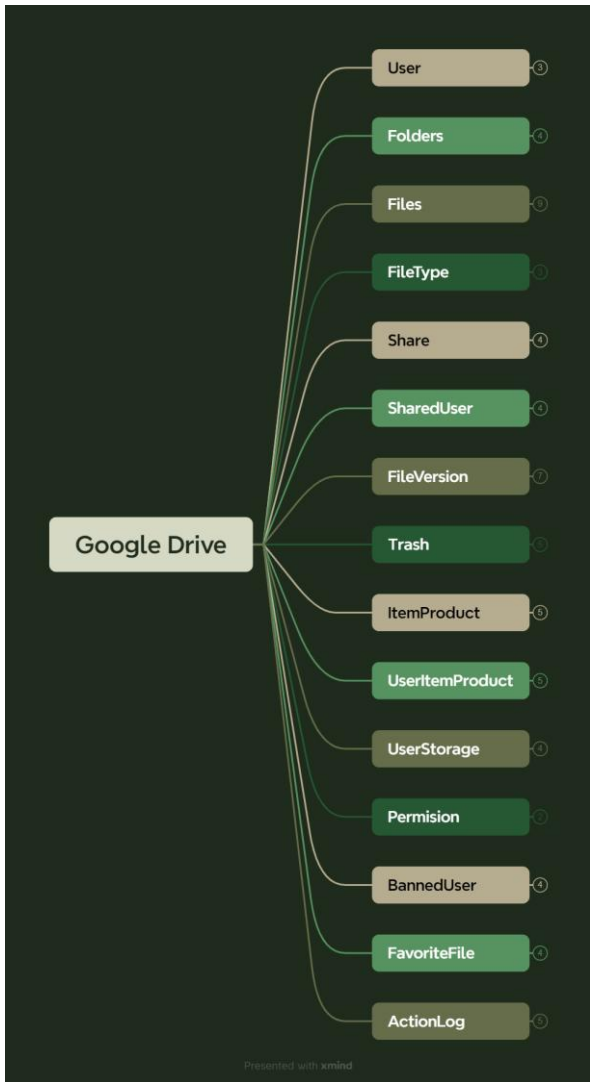 User
3
Folders
4
Files
9
FileType
3
Share
4
SharedUser
4
FileVersion
7
Google Drive
Trash
ItemProduct
5
UserItemProduct
5
UserStorage
4
Permision
BannedUser
4
FavoriteFile
4
ActionLog
5
Presented with xmind